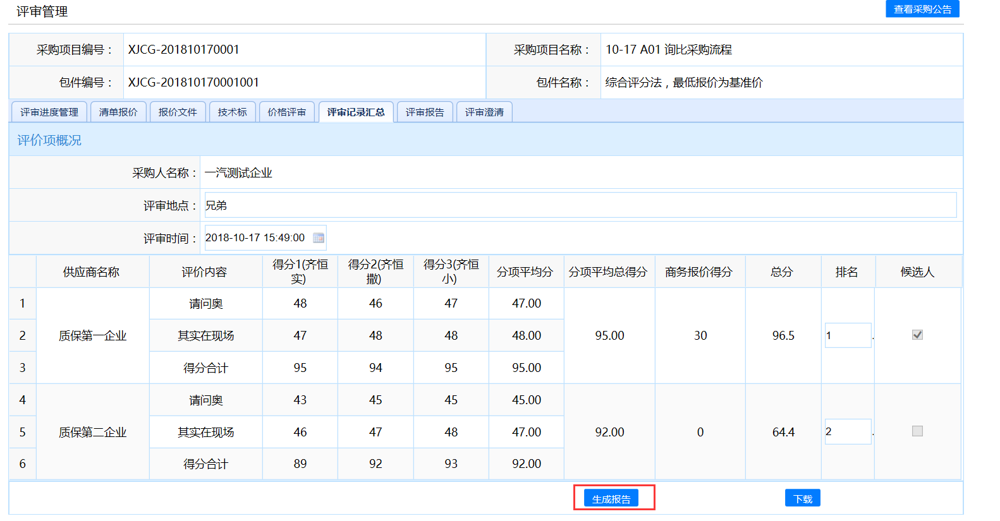 评审管理
查看采购公告
采购项目编号： XJCG-201810170001 采购项目名称： 10-17 A01 询比采购流程
包件编号： XJCG-201810170001001 包件名称： 综合评分法，最低报价为基准价
评审进度管理 清单报价 报价文件 技术标 价格评审 评审记录汇总 评审报告 评审澄清
评价项概况
采购人名称： 一汽测试企业
评审地点： 兄弟
评审时间： 2018-10-17 15:49:00
供应商名称 评价内容 得分1(齐恒实) 得分2(齐恒撒) 得分3(齐恒小) 分项平均分 分项平均总得分 商务报价得分 总分 排名 候选人
1 请问奥 48 46 47 47.00
2 质保第一企业 其实在现场 47 48 48 48.00 95.00 30 96.5 1 .
3 得分合计 95 94 95 95.00
4 请问奥 43 45 45 45.00
5 质保第二企业 其实在现场 46 47 48 47.00 92.00 0 64.4 2 .
6 得分合计 89 92 93 92.00
生成报告 下载